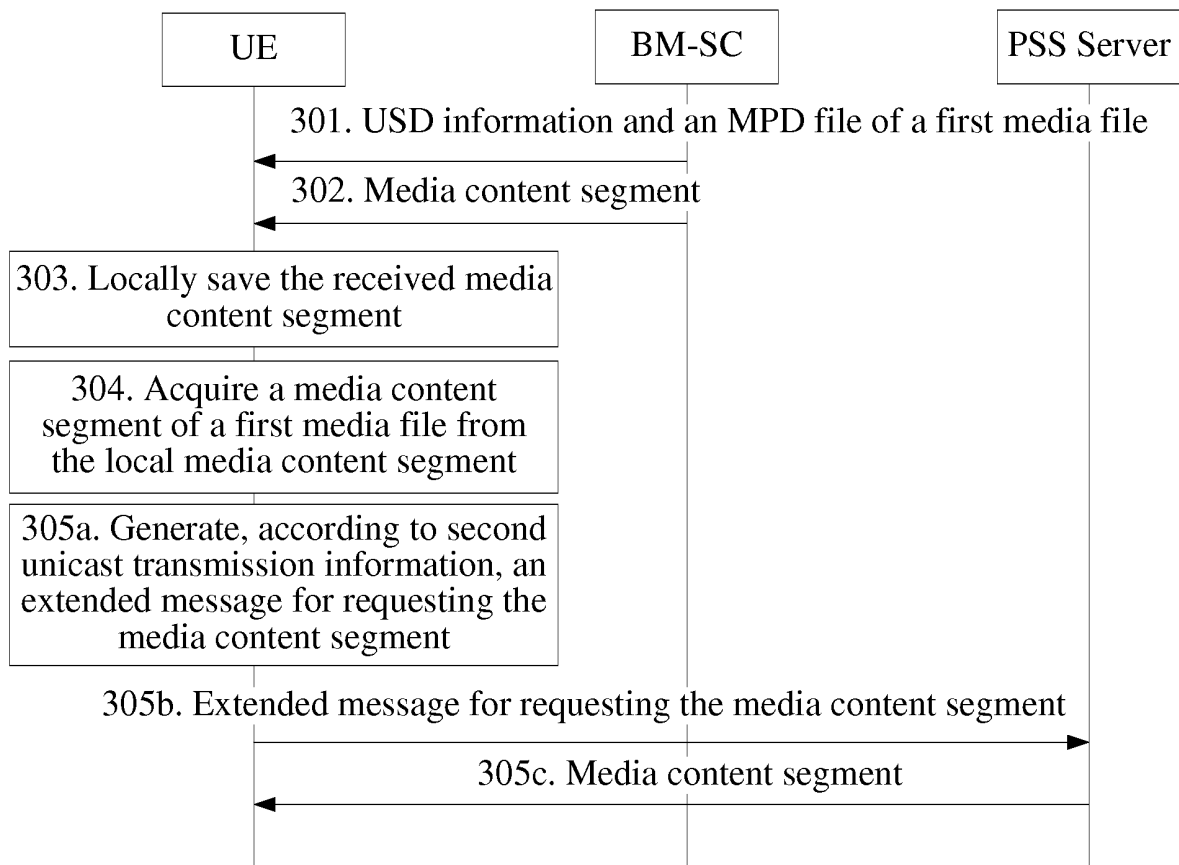 UE
BM-SC
PSS Server
301. USD information and an MPD file of a first media file
302. Media content segment
303. Locally save the received media
content segment
304. Acquire a media content
segment of a first media file from
the local media content segment
305a. Generate, according to second
unicast transmission information, an
extended message for requesting the
media content segment
305b. Extended message for requesting the media content segment
305c. Media content segment